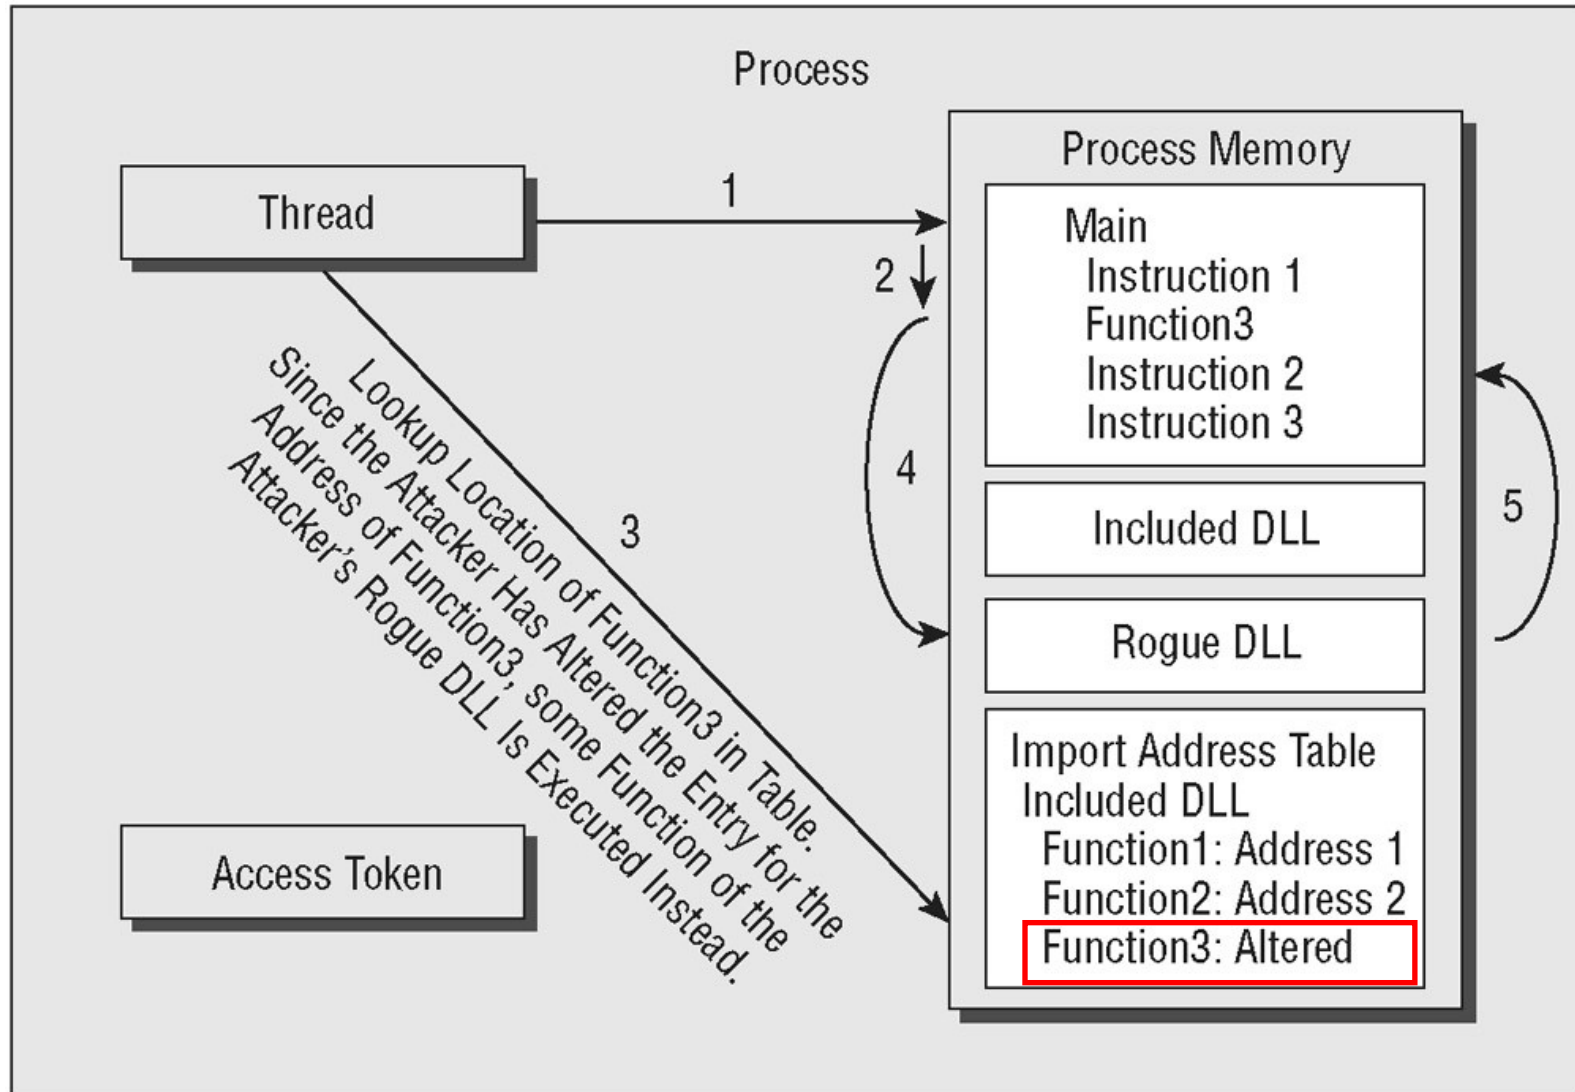 Process
Thread
1
2
3
4
5
Lookup Location of Function3 in Table.
Since the Attacker Has Altered the Entry for the
Address of Function3, some Function of the
Attacker's Rogue DLL Is Executed Instead.
Access Token
Process Memory
Main
Instruction 1
Function3
Instruction 2
Instruction 3
Included DLL
Rogue DLL
Import Address Table
Included DLL
Function1: Address 1
Function2: Address 2
Function3: Altered